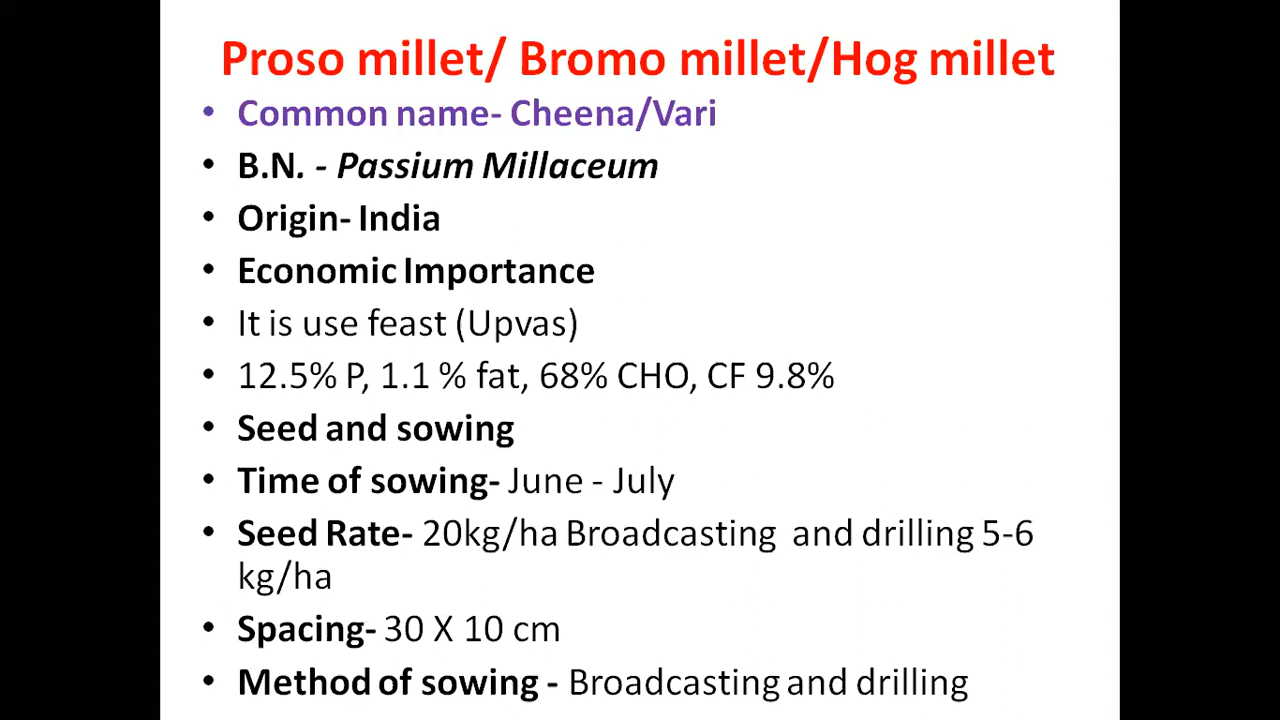 Proso millet/ Bromo millet/Hog millet
• Common name- Cheena/Vari
• B.N. - Passium Millaceum
• Origin- India
• Economic Importance
• It is use feast (Upvas)
• 12.5% P, 1.1 % fat, 68% CHO, CF 9.8%
• Seed and sowing
• Time of sowing- June - July
• Seed Rate- 20kg/ha Broadcasting and drilling 5-6
kg/ha
• Spacing- 30 X 10 cm
• Method of sowing - Broadcasting and drilling